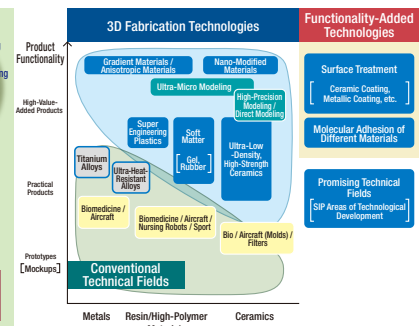 3D Fabrication Technologies
Functionality-Added
Technologies
Product
Functionality
High-Value-
Added Products
Practical
Products
Prototypes
[Mockups]
Gradient Materials /
Anisotropic Materials
Nano-Modified
Materials
Ultra-Micro Modeling
High-Precision
Modeling /
Direct Modeling
Super
Engineering
Plastics
Soft
Matter
[Gel,
Rubber]
Ultra-Low
-Density,
High-Strength
Ceramics
Titanium
Alloys
Ultra-Heat-
Resistant
Alloys
Biomedicine /
Aircraft
Biomedicine / Aircraft /
Nursing Robots / Sport
Bio / Aircraft (Molds) /
Filters
Conventional
Technical Fields
Metals
Resin/High-Polymer
Ceramics
Surface Treatment
[Ceramic Coating,
Metallic Coating, etc.]
Molecular Adhesion of
Different Materials
Promising Technical
Fields
[SIP Areas of Technological
Development]